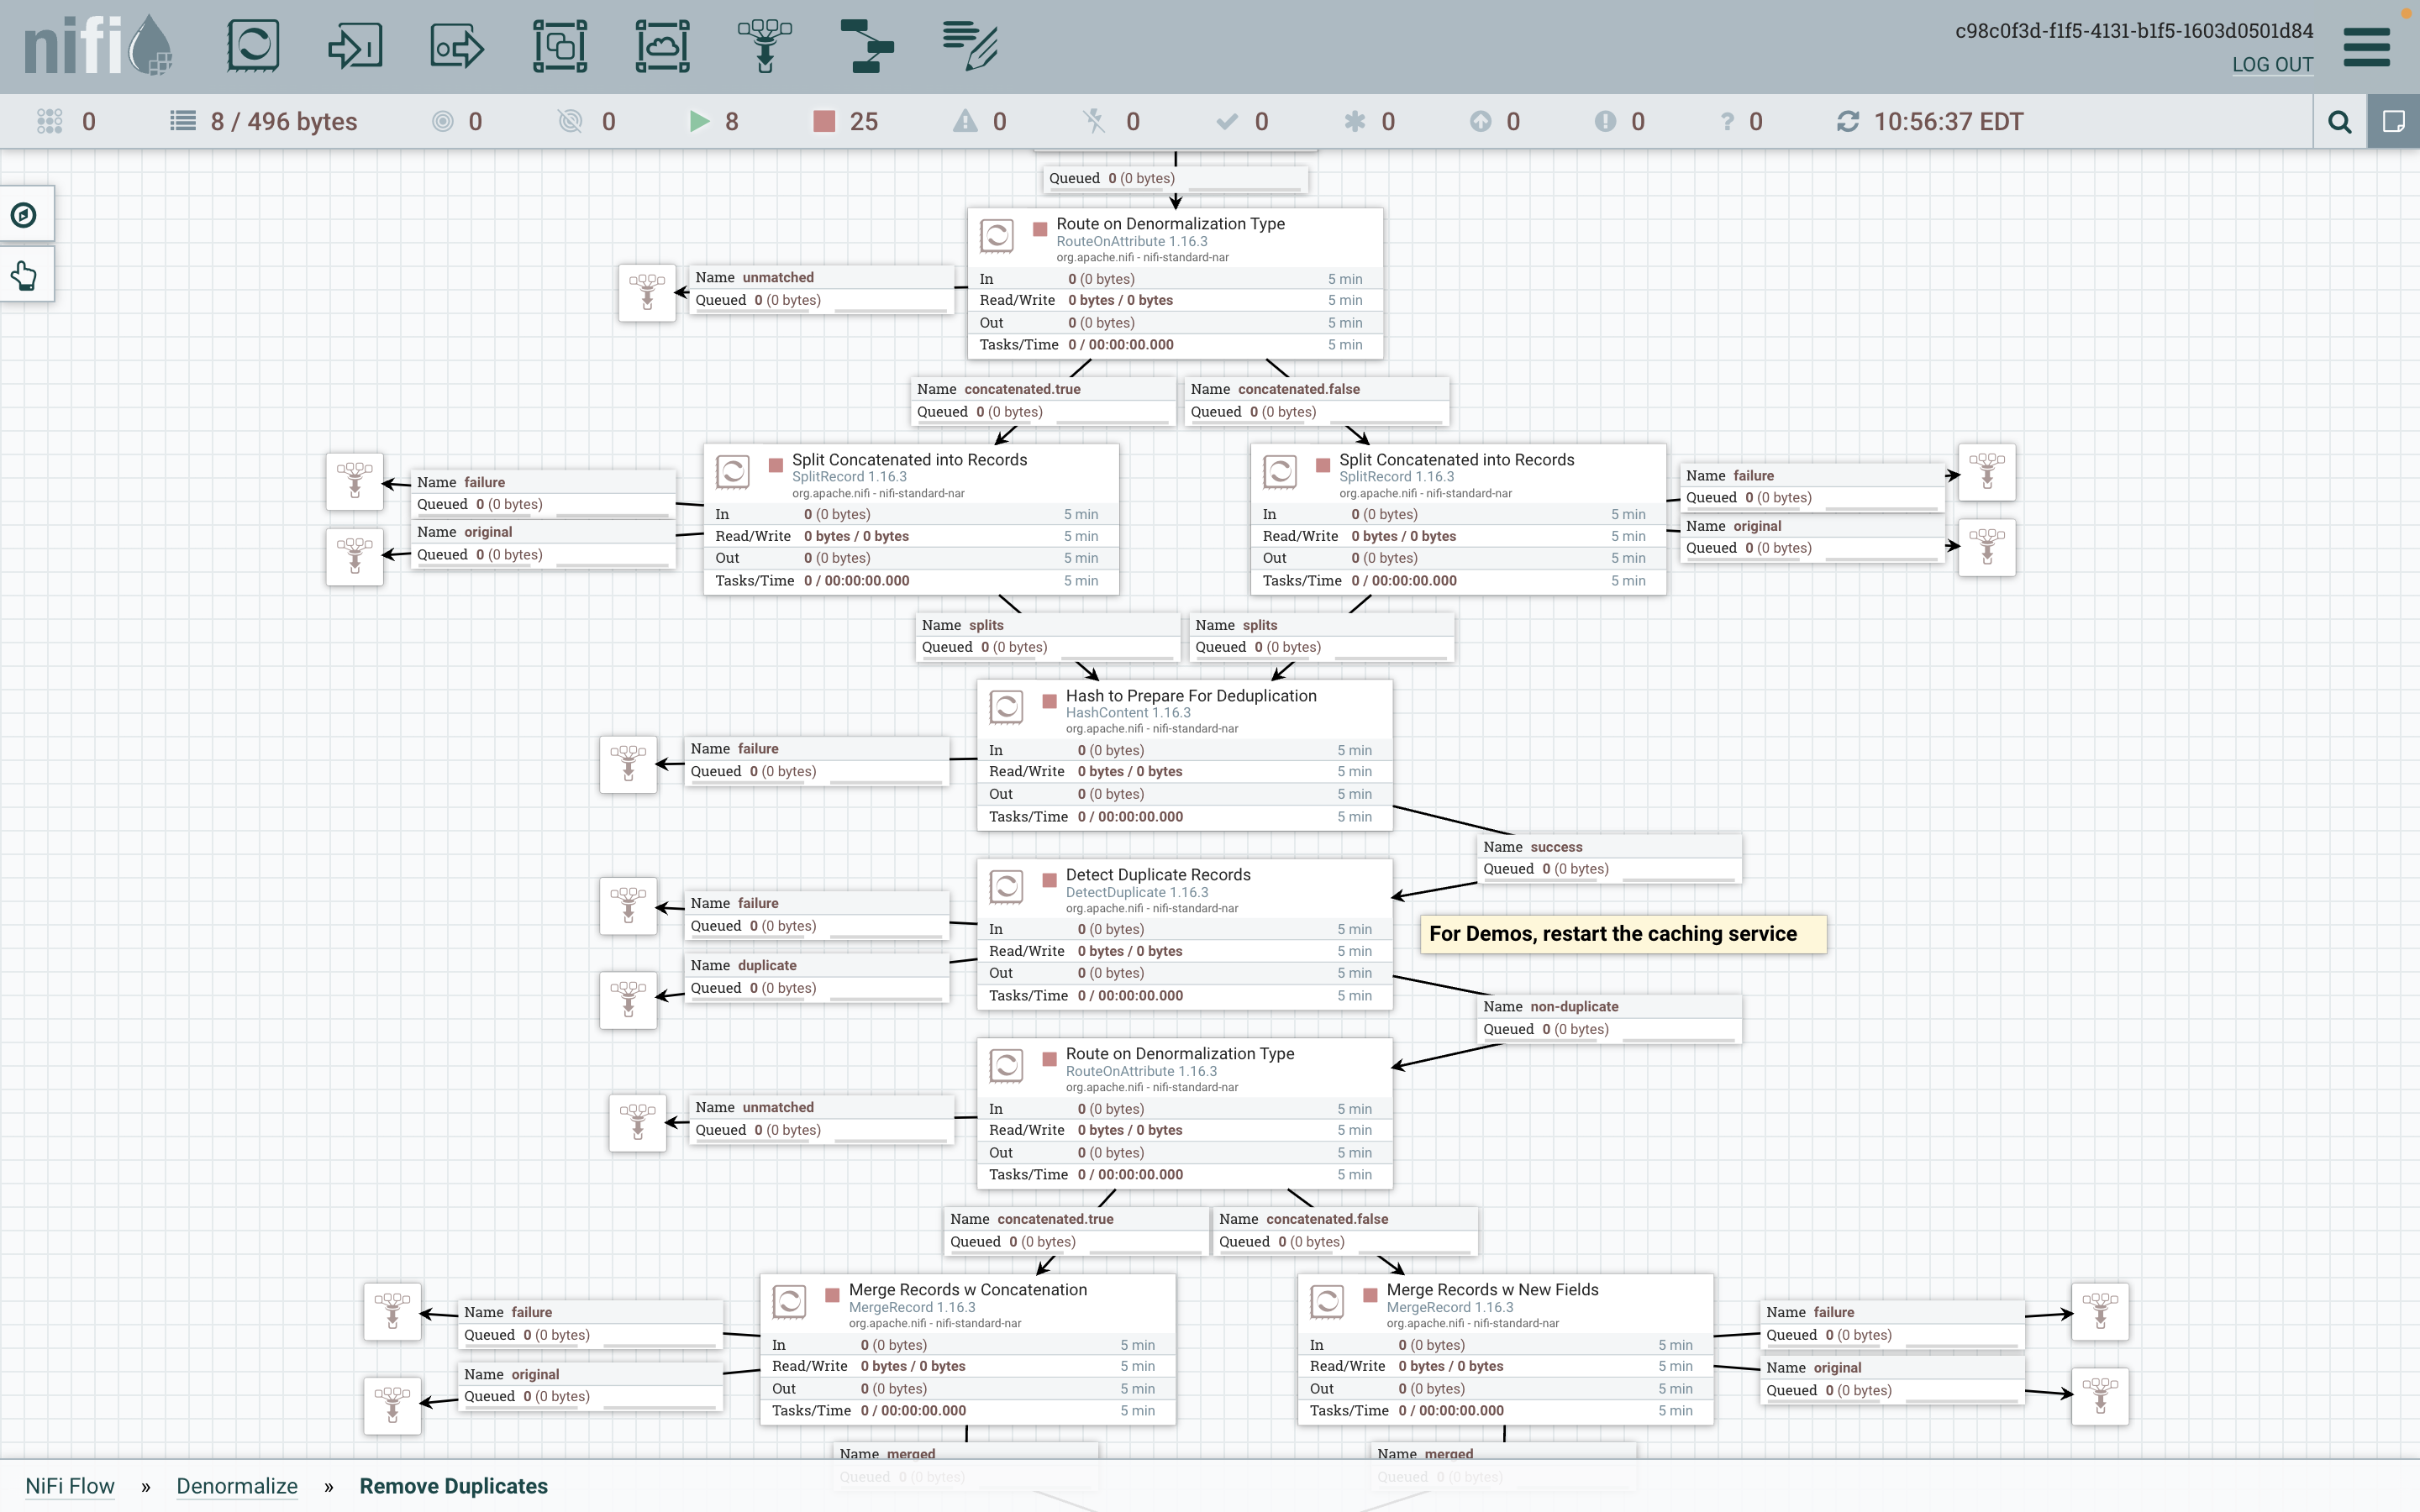 nifi
c98c0f3d-f1f5-4131-b1f5-1603d0501d84
LOG OUT
0 8 / 496 bytes 0 0 8 25 0 0 0 0 0 0 ? 0 10:56:37 EDT
Queued 0 (0 bytes)
Route on Denormalization Type
RouteOnAttribute 1.16.3
org.apache.nifi - nifi-standard-nar
In 0 (0 bytes) 5 min
Read/Write 0 bytes / 0 bytes 5 min
Out 0 (0 bytes) 5 min
Tasks/Time 0 / 00:00:00.000 5 min
Name unmatched
Queued 0 (0 bytes)
Name concatenated.true
Queued 0 (0 bytes)
Name concatenated.false
Queued 0 (0 bytes)
Name failure
Queued 0 (0 bytes)
Name original
Queued 0 (0 bytes)
Split Concatenated into Records
SplitRecord 1.16.3
org.apache.nifi - nifi-standard-nar
In 0 (0 bytes) 5 min
Read/Write 0 bytes / 0 bytes 5 min
Out 0 (0 bytes) 5 min
Tasks/Time 0 / 00:00:00.000 5 min
Split Concatenated into Records
SplitRecord 1.16.3
org.apache.nifi - nifi-standard-nar
In 0 (0 bytes) 5 min
Read/Write 0 bytes / 0 bytes 5 min
Out 0 (0 bytes) 5 min
Tasks/Time 0 / 00:00:00.000 5 min
Name failure
Queued 0 (0 bytes)
Name original
Queued 0 (0 bytes)
Name splits
Queued 0 (0 bytes)
Name splits
Queued 0 (0 bytes)
Hash to Prepare For Deduplication
HashContent 1.16.3
org.apache.nifi - nifi-standard-nar
In 0 (0 bytes) 5 min
Read/Write 0 bytes / 0 bytes 5 min
Out 0 (0 bytes) 5 min
Tasks/Time 0 / 00:00:00.000 5 min
Name failure
Queued 0 (0 bytes)
Name success
Queued 0 (0 bytes)
Detect Duplicate Records
DetectDuplicate 1.16.3
org.apache.nifi - nifi-standard-nar
In 0 (0 bytes) 5 min
Read/Write 0 bytes / 0 bytes 5 min
Out 0 (0 bytes) 5 min
Tasks/Time 0 / 00:00:00.000 5 min
Name failure
Queued 0 (0 bytes)
Name duplicate
Queued 0 (0 bytes)
For Demos, restart the caching service
Name non-duplicate
Queued 0 (0 bytes)
Route on Denormalization Type
RouteOnAttribute 1.16.3
org.apache.nifi - nifi-standard-nar
In 0 (0 bytes) 5 min
Read/Write 0 bytes / 0 bytes 5 min
Out 0 (0 bytes) 5 min
Tasks/Time 0 / 00:00:00.000 5 min
Name unmatched
Queued 0 (0 bytes)
Name concatenated.true
Queued 0 (0 bytes)
Name concatenated.false
Queued 0 (0 bytes)
Name failure
Queued 0 (0 bytes)
Name original
Queued 0 (0 bytes)
Merge Records w Concatenation
MergeRecord 1.16.3
org.apache.nifi - nifi-standard-nar
In 0 (0 bytes) 5 min
Read/Write 0 bytes / 0 bytes 5 min
Out 0 (0 bytes) 5 min
Tasks/Time 0 / 00:00:00.000 5 min
Merge Records w New Fields
MergeRecord 1.16.3
org.apache.nifi - nifi-standard-nar
In 0 (0 bytes) 5 min
Read/Write 0 bytes / 0 bytes 5 min
Out 0 (0 bytes) 5 min
Tasks/Time 0 / 00:00:00.000 5 min
Name failure
Queued 0 (0 bytes)
Name original
Queued 0 (0 bytes)
Name merged
Queued 0 (0 bytes)
Name merged
Queued 0 (0 bytes)
NiFi Flow » Denormalize » Remove Duplicates